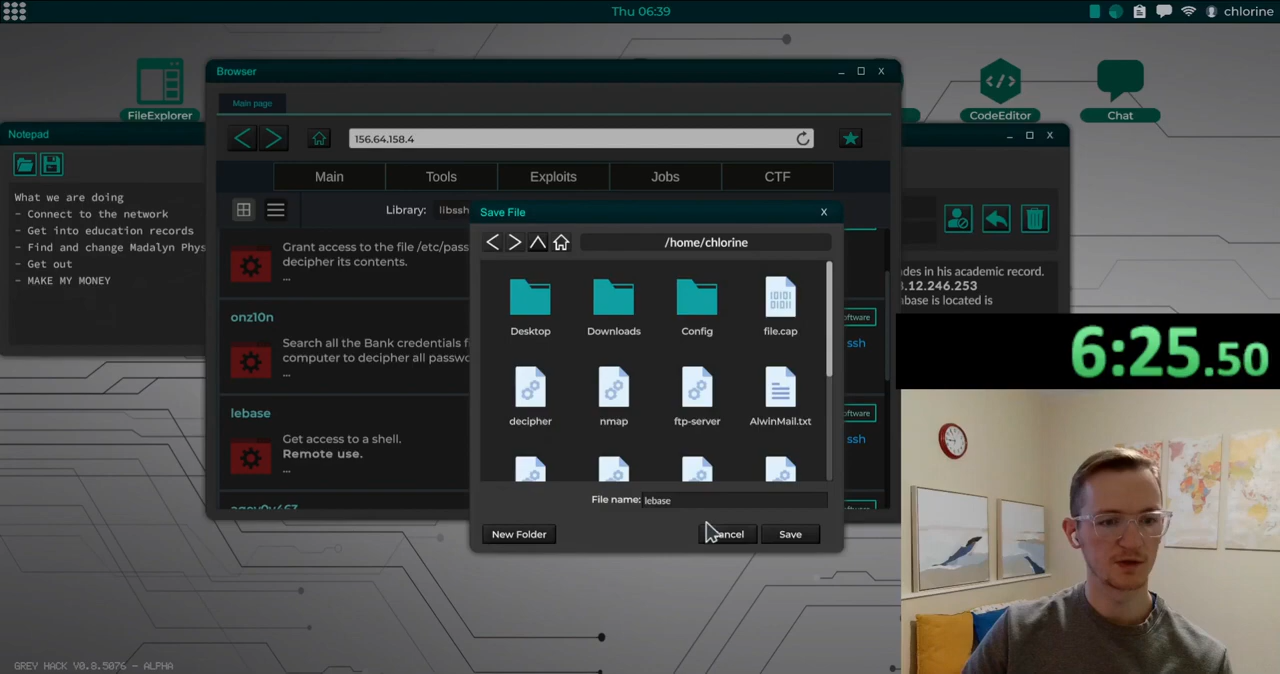 Thu 06:39
chlorine
FileExplorer
CodeEditor
Chat
Browser
Main page
156.64.158.4
Main
Tools
Exploits
Jobs
CTF
Library:
libssh
Grant access to the file /etc/pass
decipher its contents.
...
onz10n
Search all the Bank credentials f
computer to decipher all passwo
...
lebase
Get access to a shell.
Remote use.
...
oftware
ssh
oftware
ssh
Notepad
What we are doing
- Connect to the network
- Get into education records
- Find and change Madalyn Phys
- Get out
- MAKE MY MONEY
Save File
/home/chlorine
Desktop
Downloads
Config
file.cap
decipher
nmap
ftp-server
AlwinMail.txt
File name:
lebase
New Folder
Save
ades in his academic record.
.12.246.253
base is located is
6:25.50
GREY HACK V0.8.5076 - ALPHA